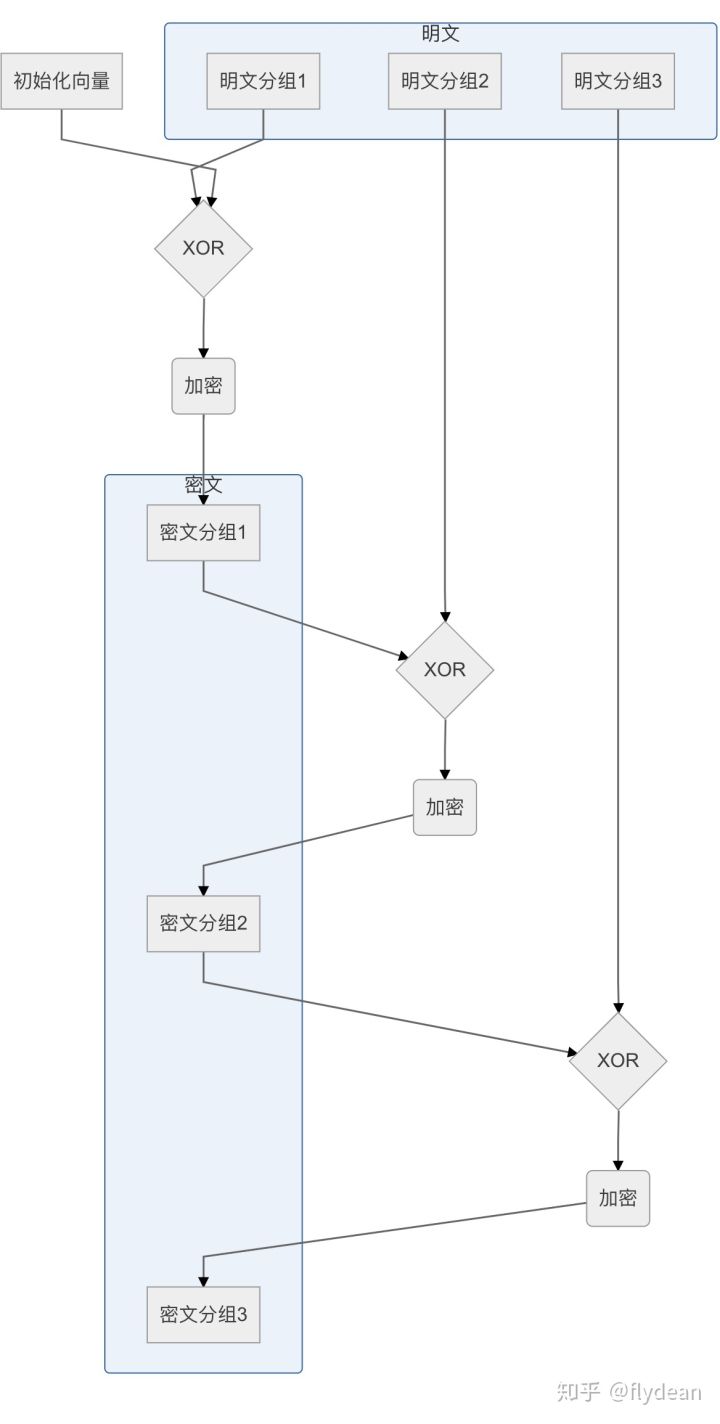 明文
初始化向量
明文分组1
明文分组2
明文分组3
XOR
加密
密文
密文分组1
XOR
加密
密文分组2
XOR
加密
密文分组3
知乎 @flydean